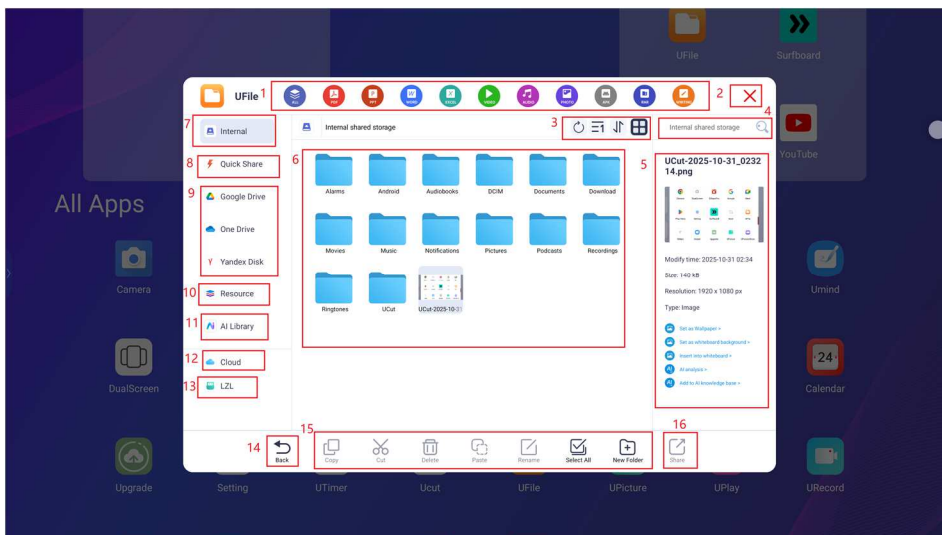 UFile
Surfboard
UFile
1
ALL
PDF
PPT
WORD
EXCEL
VIDEO
AUDIO
PHOTO
APK
RAR
WRITING
2
4
7
Internal
Internal shared storage
3
Internal shared storage
YouTube
8
Quick Share
6
Alarms
Android
Audiobooks
DCIM
Documents
Download
5
UCut-2025-10-31_0232
14.png
All Apps
9
Google Drive
One Drive
Yandex Disk
Movies
Music
Notifications
Pictures
Podcasts
Recordings
Modify time: 2025-10-31 02:34
Size: 140 KB
Resolution: 1920 x 1080 px
Type: Image
Camera
Umind
10
Resource
Ringtones
UCut
UCut-2025-10-31
11
AI Library
Set as Wallpaper >
Set as whiteboard background >
Insert into whiteboard >
AI
AI analysis >
AI
Add to AI knowledge base >
12
Cloud
13
LZL
DualScreen
24
Calendar
14
Back
15
Copy
Cut
Delete
Paste
Rename
Select All
New Folder
16
Share
Upgrade
Setting
UTimer
Ucut
UFile
UPicture
UPlay
URecord